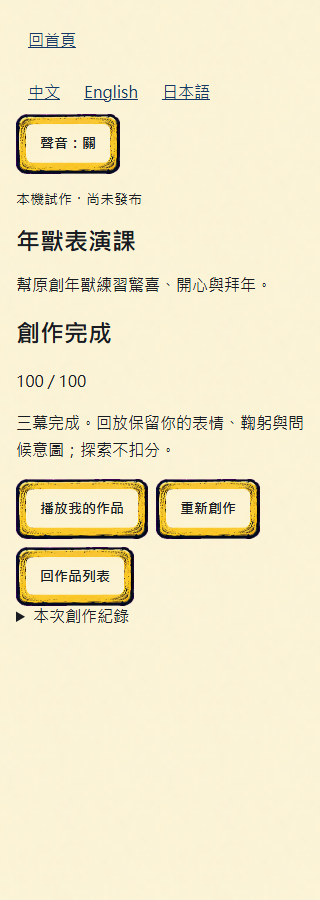 回首頁
中文 English 日本語
聲音：關
本機試作・尚未發布
年獸表演課
幫原創年獸練習驚喜、開心與拜年。
創作完成
100 / 100
三幕完成。回放保留你的表情、鞠躬與問
候意圖；探索不扣分。
播放我的作品 重新創作
回作品列表
▶ 本次創作紀錄